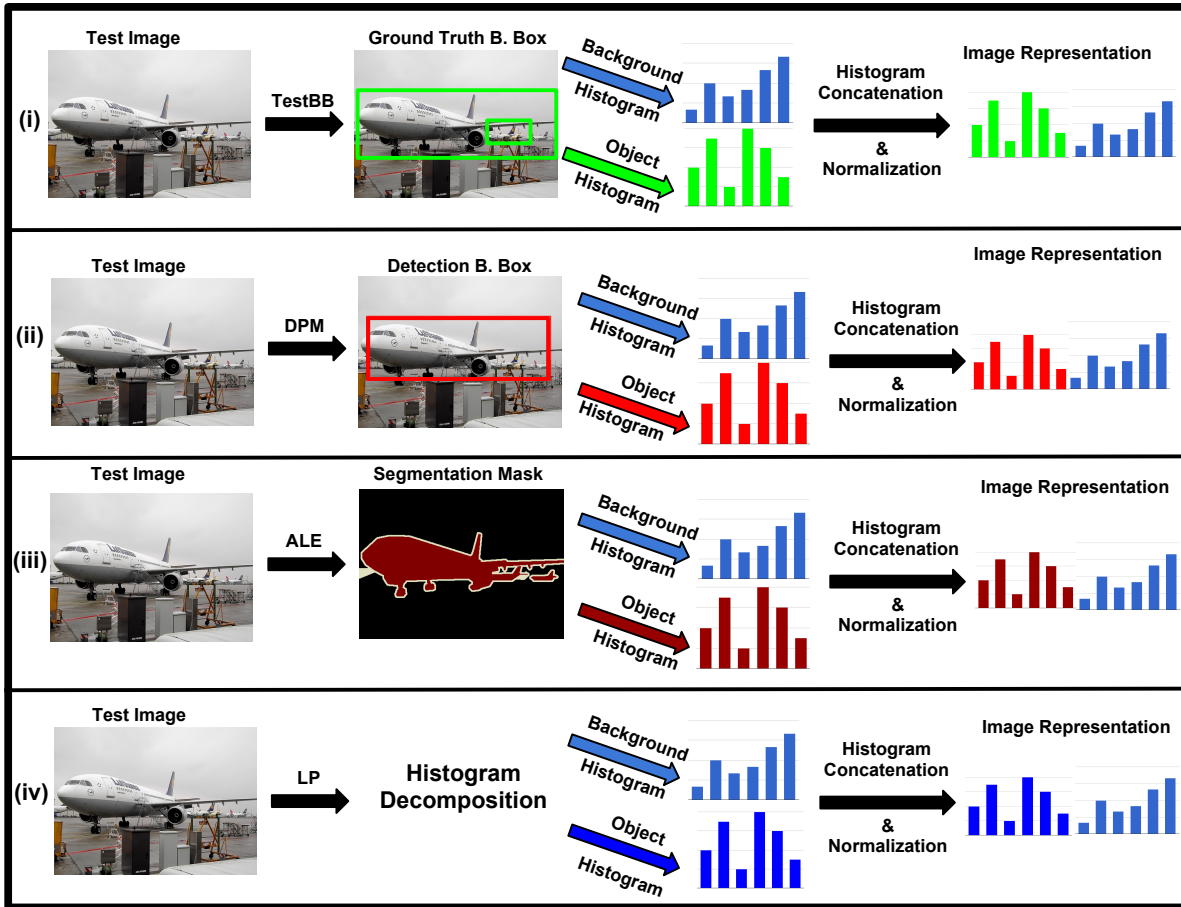 Test Image
Ground Truth B. Box
Image Representation
(i)
TestBB
Background
Histogram
Object
Histogram
Histogram
Concatenation
&
Normalization
Test Image
Detection B. Box
Image Representation
(ii)
DPM
Background
Histogram
Object
Histogram
Histogram
Concatenation
&
Normalization
Test Image
Segmentation Mask
Image Representation
(iii)
ALE
Background
Histogram
Object
Histogram
Histogram
Concatenation
&
Normalization
Test Image
Image Representation
(iv)
LP
Histogram
Decomposition
Background
Histogram
Object
Histogram
Histogram
Concatenation
&
Normalization